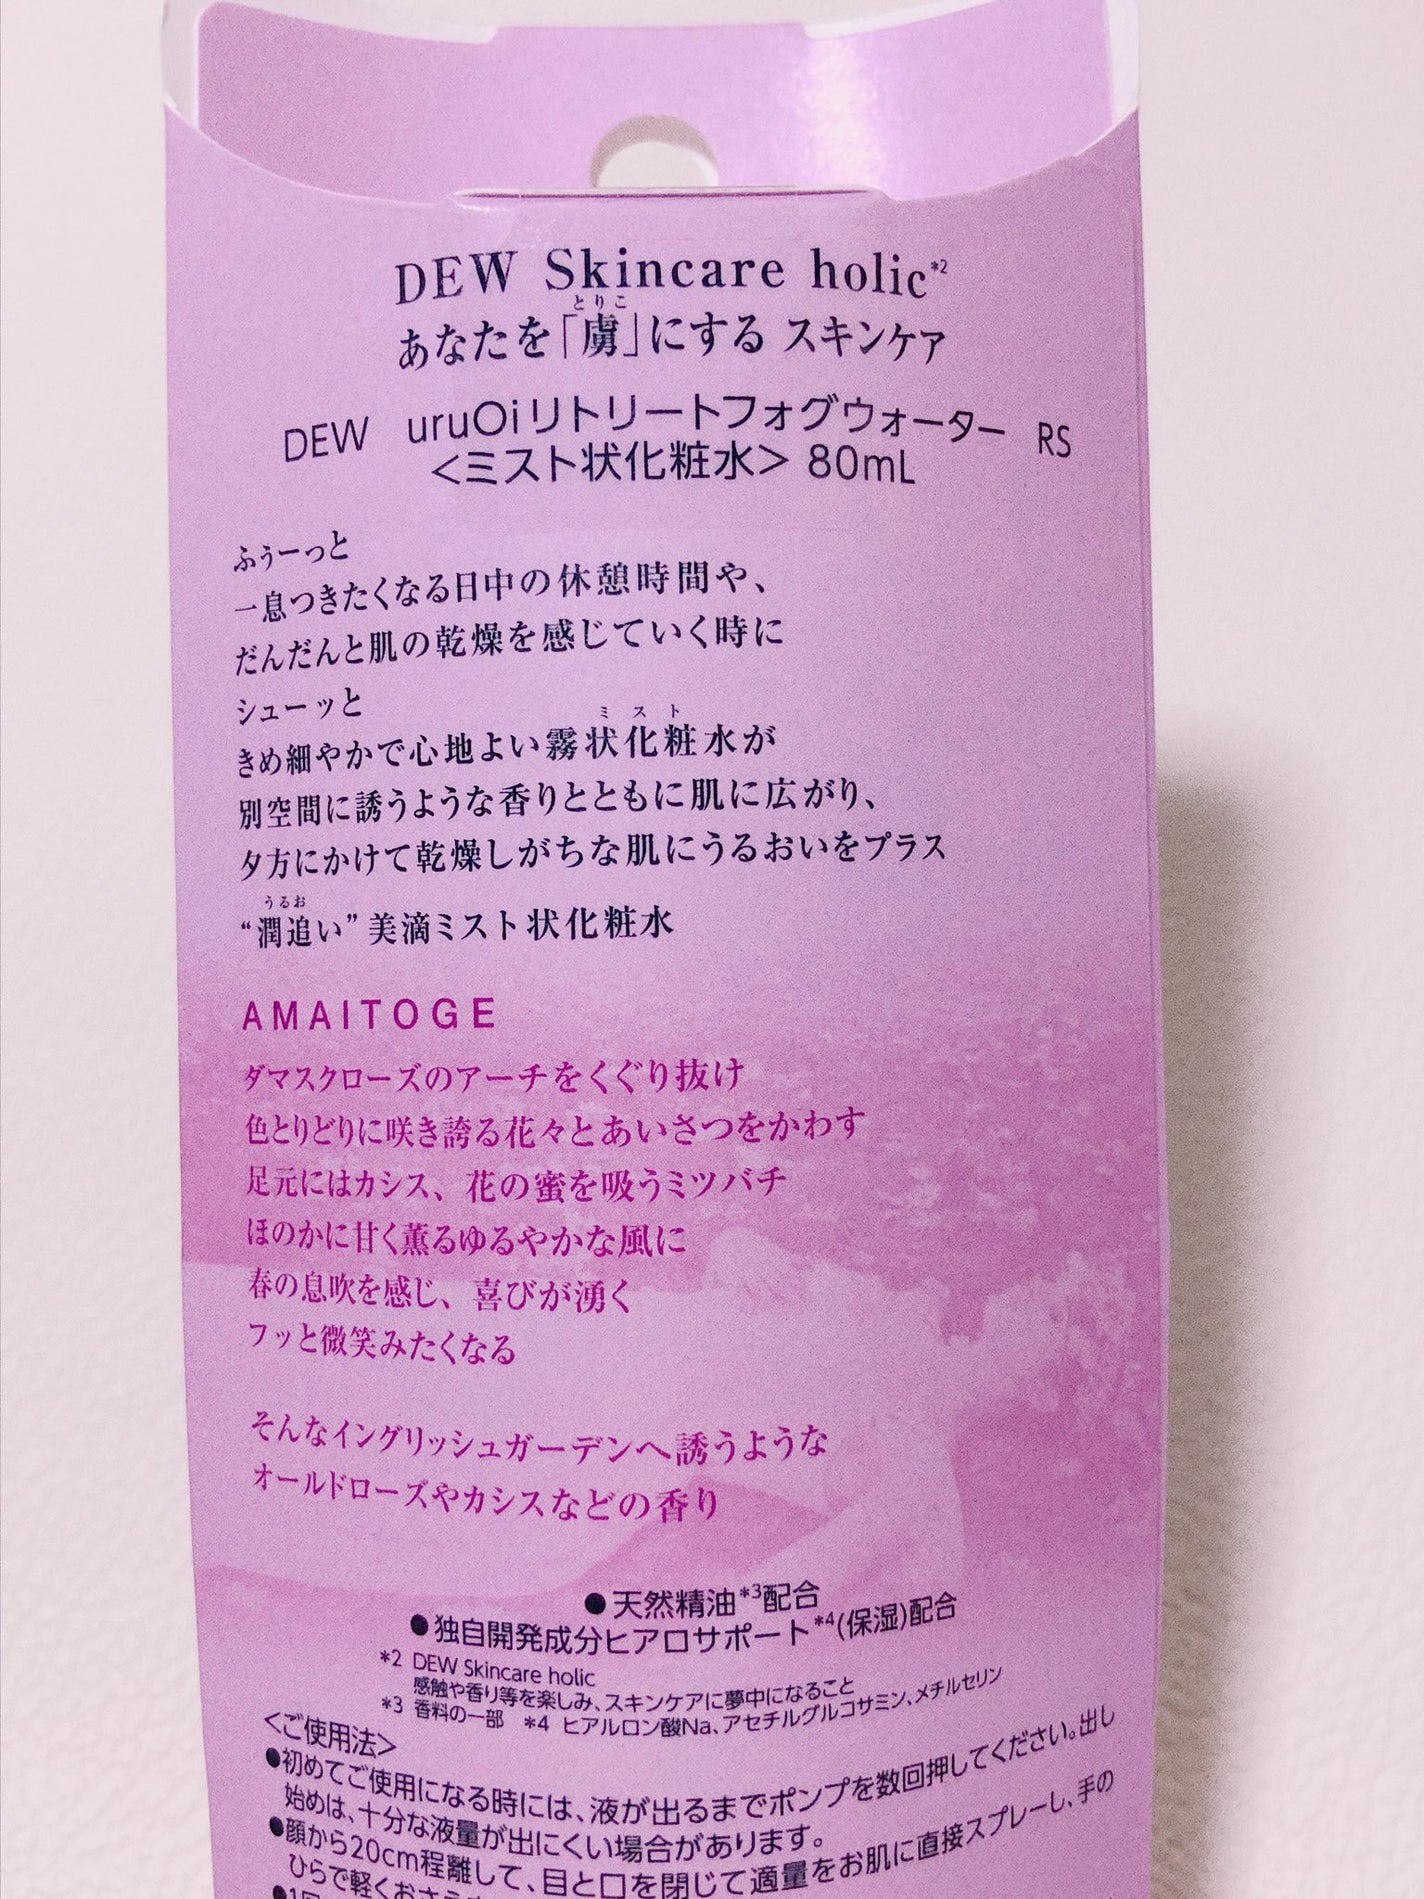 DEW Skincare holic*2
とりこ
あなたを「虜」にする スキンケア
DEW uruOiリトリートフォグウォーター RS
<ミスト状化粧水> 80mL
ふぅーっと
一息つきたくなる日中の休憩時間や、
だんだんと肌の乾燥を感じていく時に
シューッと
ミスト
きめ細やかで心地よい霧状化粧水が
別空間に誘うような香りとともに肌に広がり、
夕方にかけて乾燥しがちな肌にうるおいをプラス
うるお
“潤追い”美滴ミスト状化粧水
AMAITOGE
ダマスクローズのアーチをくぐり抜け
色とりどりに咲き誇る花々とあいさつをかわす
足元にはカシス、花の蜜を吸うミツバチ
ほのかに甘く薫るゆるやかな風に
春の息吹を感じ、喜びが湧く
フッと微笑みたくなる
そんなイングリッシュガーデンへ誘うような
オールドローズやカシスなどの香り
●天然精油*3配合
●独自開発成分ヒアロサポート*4(保湿)配合
*2 DEW Skincare holic
感触や香り等を楽しみ、スキンケアに夢中になること
*3 香料の一部 *4 ヒアルロン酸Na、アセチルグルコサミン、メチルセリン
<ご使用法>
●初めてご使用になる時には、液が出るまでポンプを数回押してください。出し
始めは、十分な液量が出にくい場合があります。
●顔から20cm程離して、目と口を閉じて適量をお肌に直接スプレーし、手の
ひらで軽くおさえ